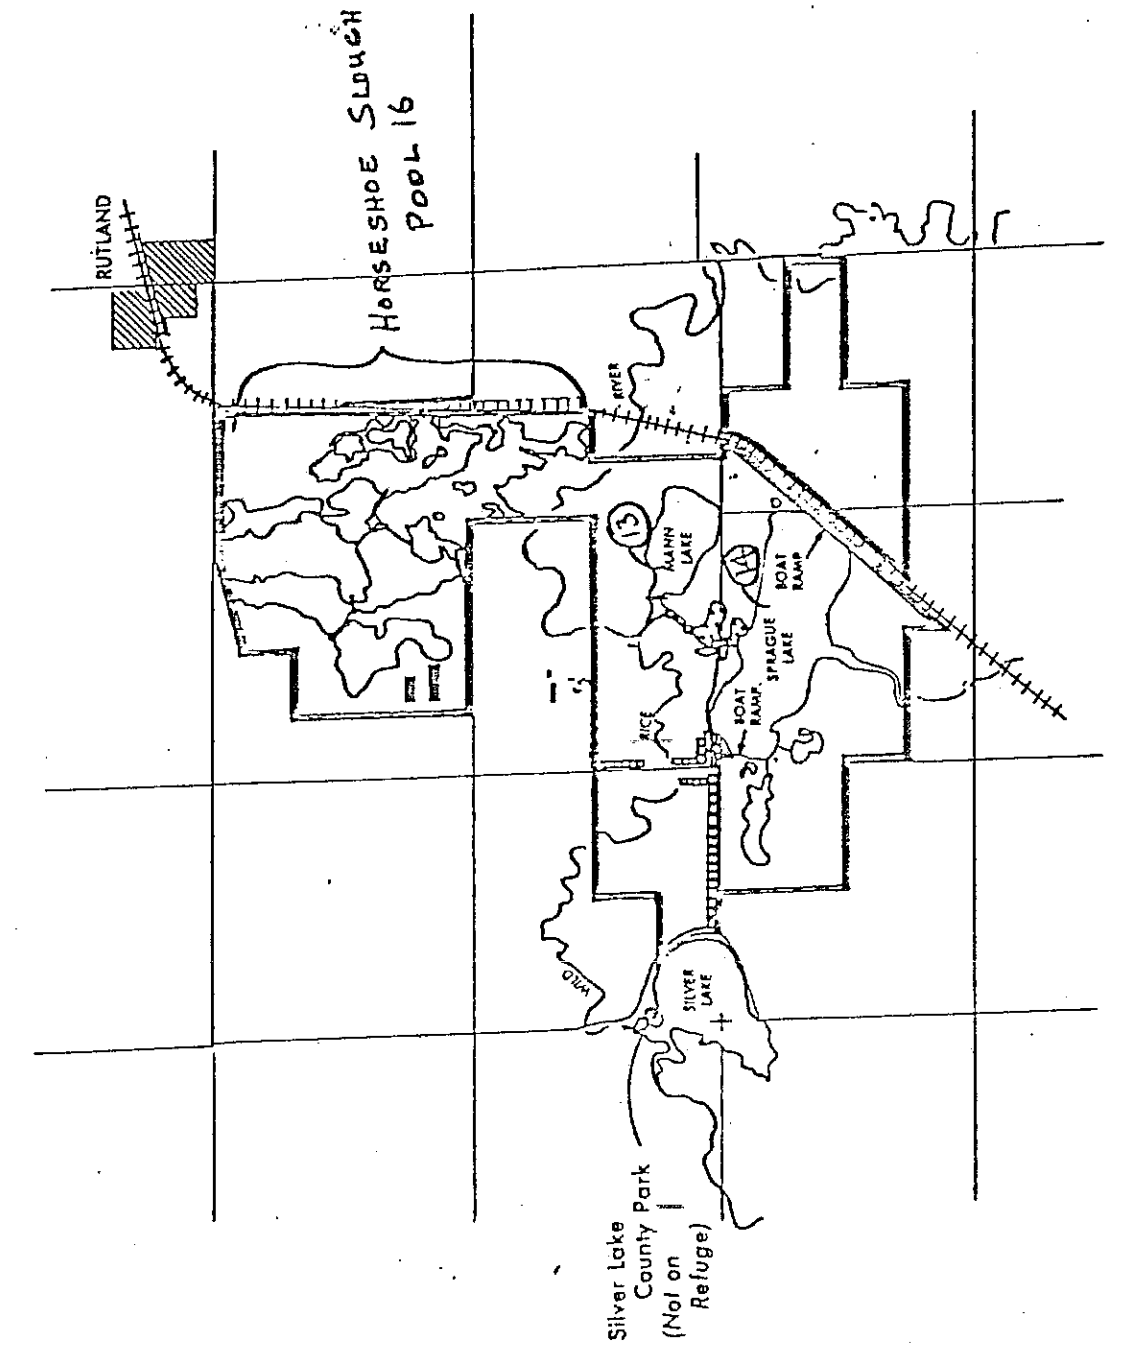 HORSESHOE SLOUGH
POOL 16
RUTLAND
RIVER
13
MANN
LAKE
14
BOAT
RAMP
SPRAGUE
LAKE
BOAT
RAMP
RICE
WILD
SILVER
LAKE
Silver Lake
County Park
(Not on
Refuge)